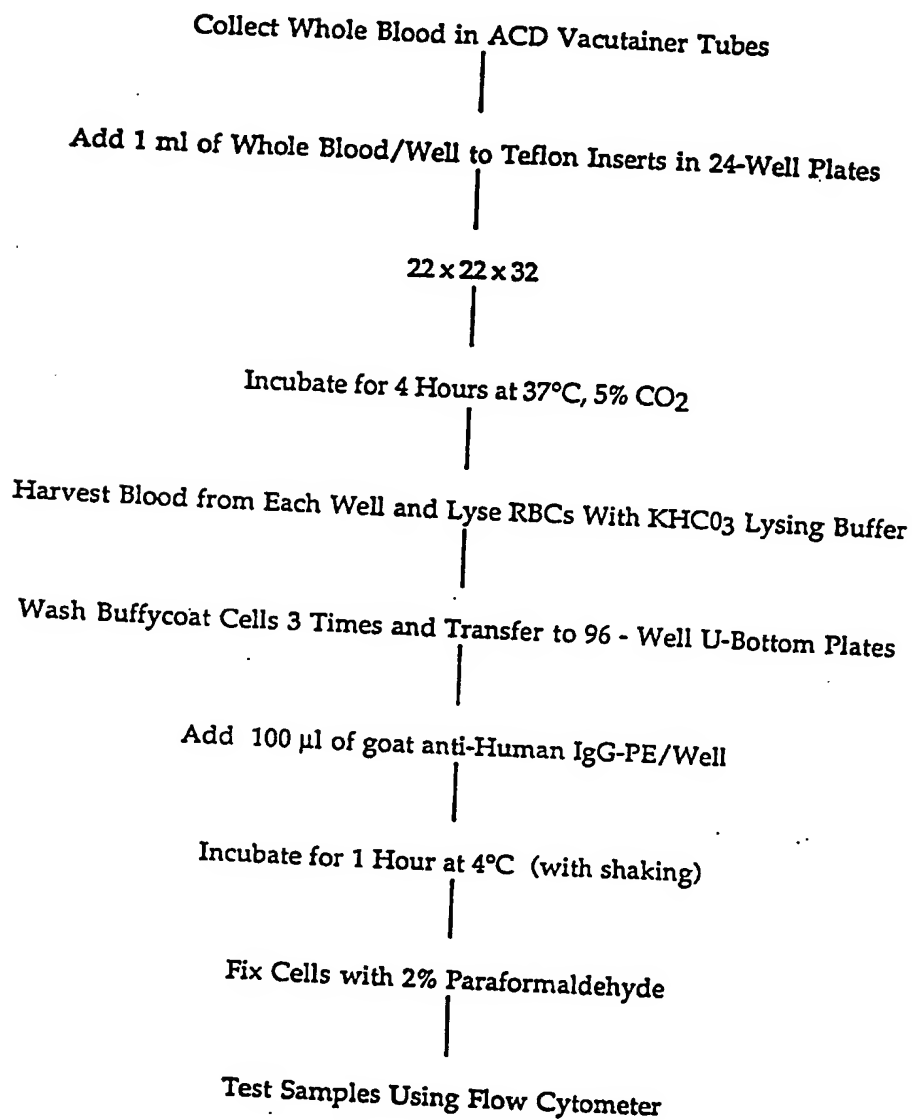 Collect Whole Blood in ACD Vacutainer Tubes
Add 1 ml of Whole Blood/Well to Teflon Inserts in 24-Well Plates
22 x 22 x 32
Incubate for 4 Hours at 37°C, 5% CO2
Harvest Blood from Each Well and Lyse RBCs With KHC03 Lysing Buffer
Wash Buffycoat Cells 3 Times and Transfer to 96 - Well U-Bottom Plates
Add 100 µl of goat anti-Human IgG-PE/Well
Incubate for 1 Hour at 4°C (with shaking)
Fix Cells with 2% Paraformaldehyde
Test Samples Using Flow Cytometer